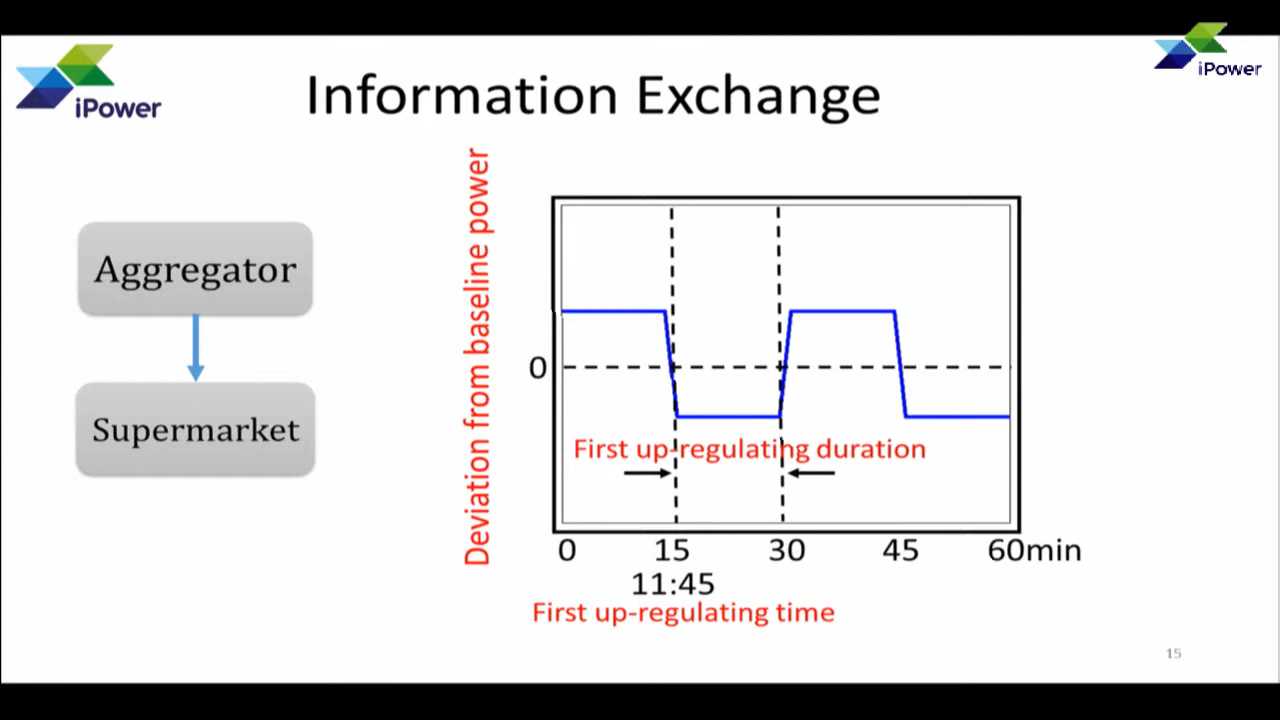 iPower
iPower
Information Exchange
Aggregator
Supermarket
Deviation from baseline power
0
First up-regulating duration
0 15 30 45 60min
11:45
First up-regulating time
15